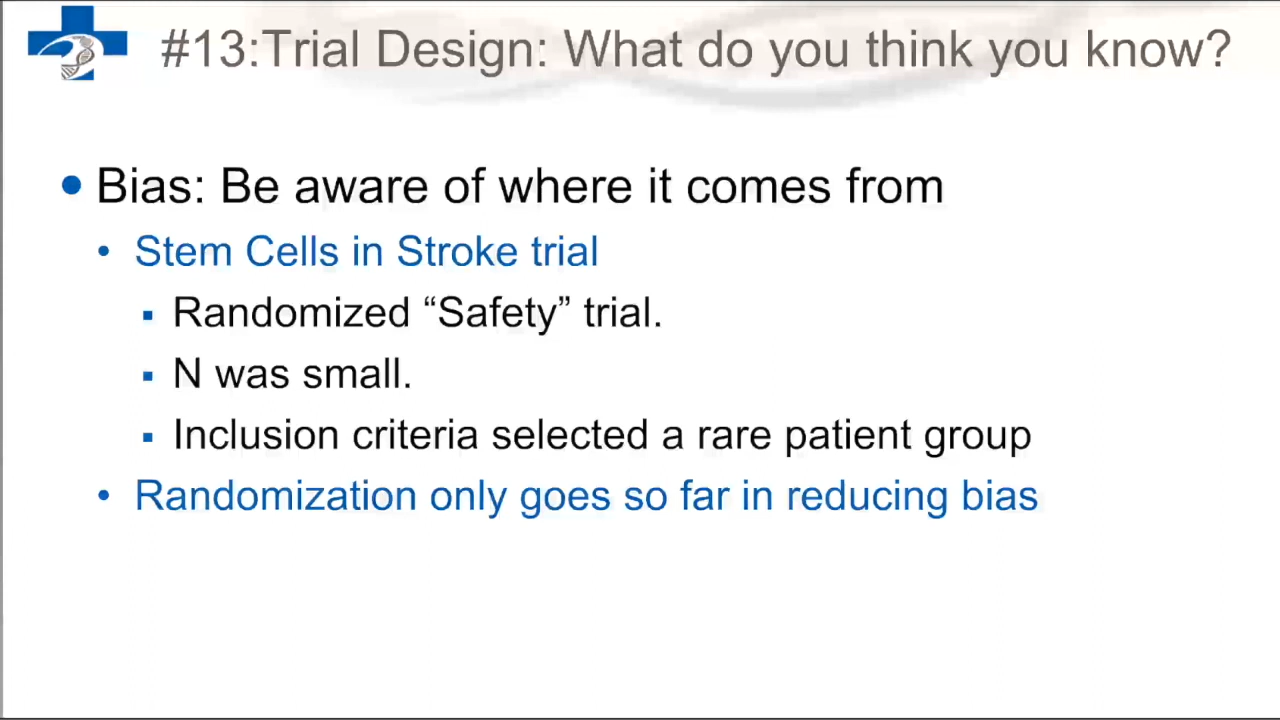 #13:Trial Design: What do you think you know?
• Bias: Be aware of where it comes from
• Stem Cells in Stroke trial
▪ Randomized “Safety” trial.
▪ N was small.
▪ Inclusion criteria selected a rare patient group
• Randomization only goes so far in reducing bias